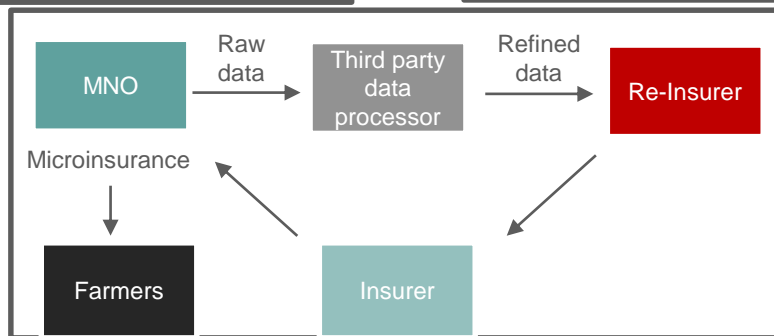 MNO
Raw
data
Third party
data
processor
Refined
data
Re-Insurer
Microinsurance
Farmers
Insurer